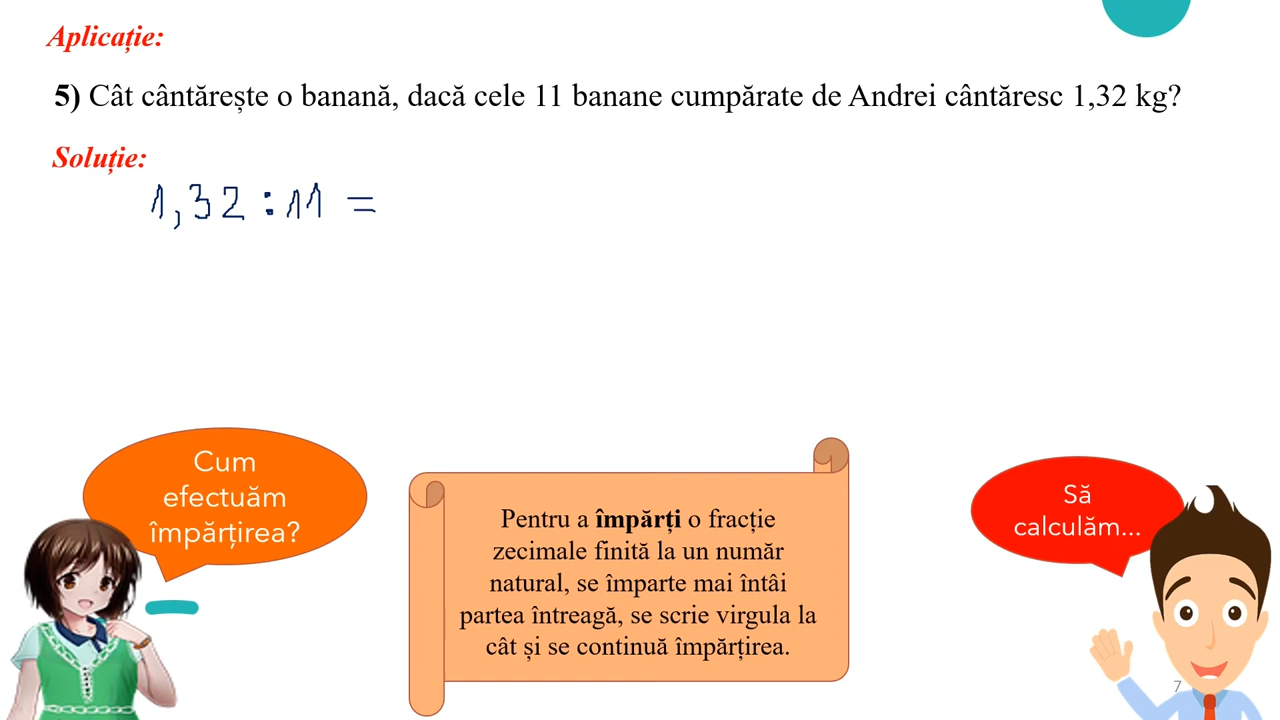 Aplicație:
5) Cât cântărește o banană, dacă cele 11 banane cumpărate de Andrei cântăresc 1,32 kg?
Soluție:
1,32 : 11 =
Cum
efectuăm
împărțirea?
Pentru a împărți o fracție
zecimale finită la un număr
natural, se împarte mai întâi
partea întreagă, se scrie virgula la
cât și se continuă împărțirea.
Să
calculăm...
7